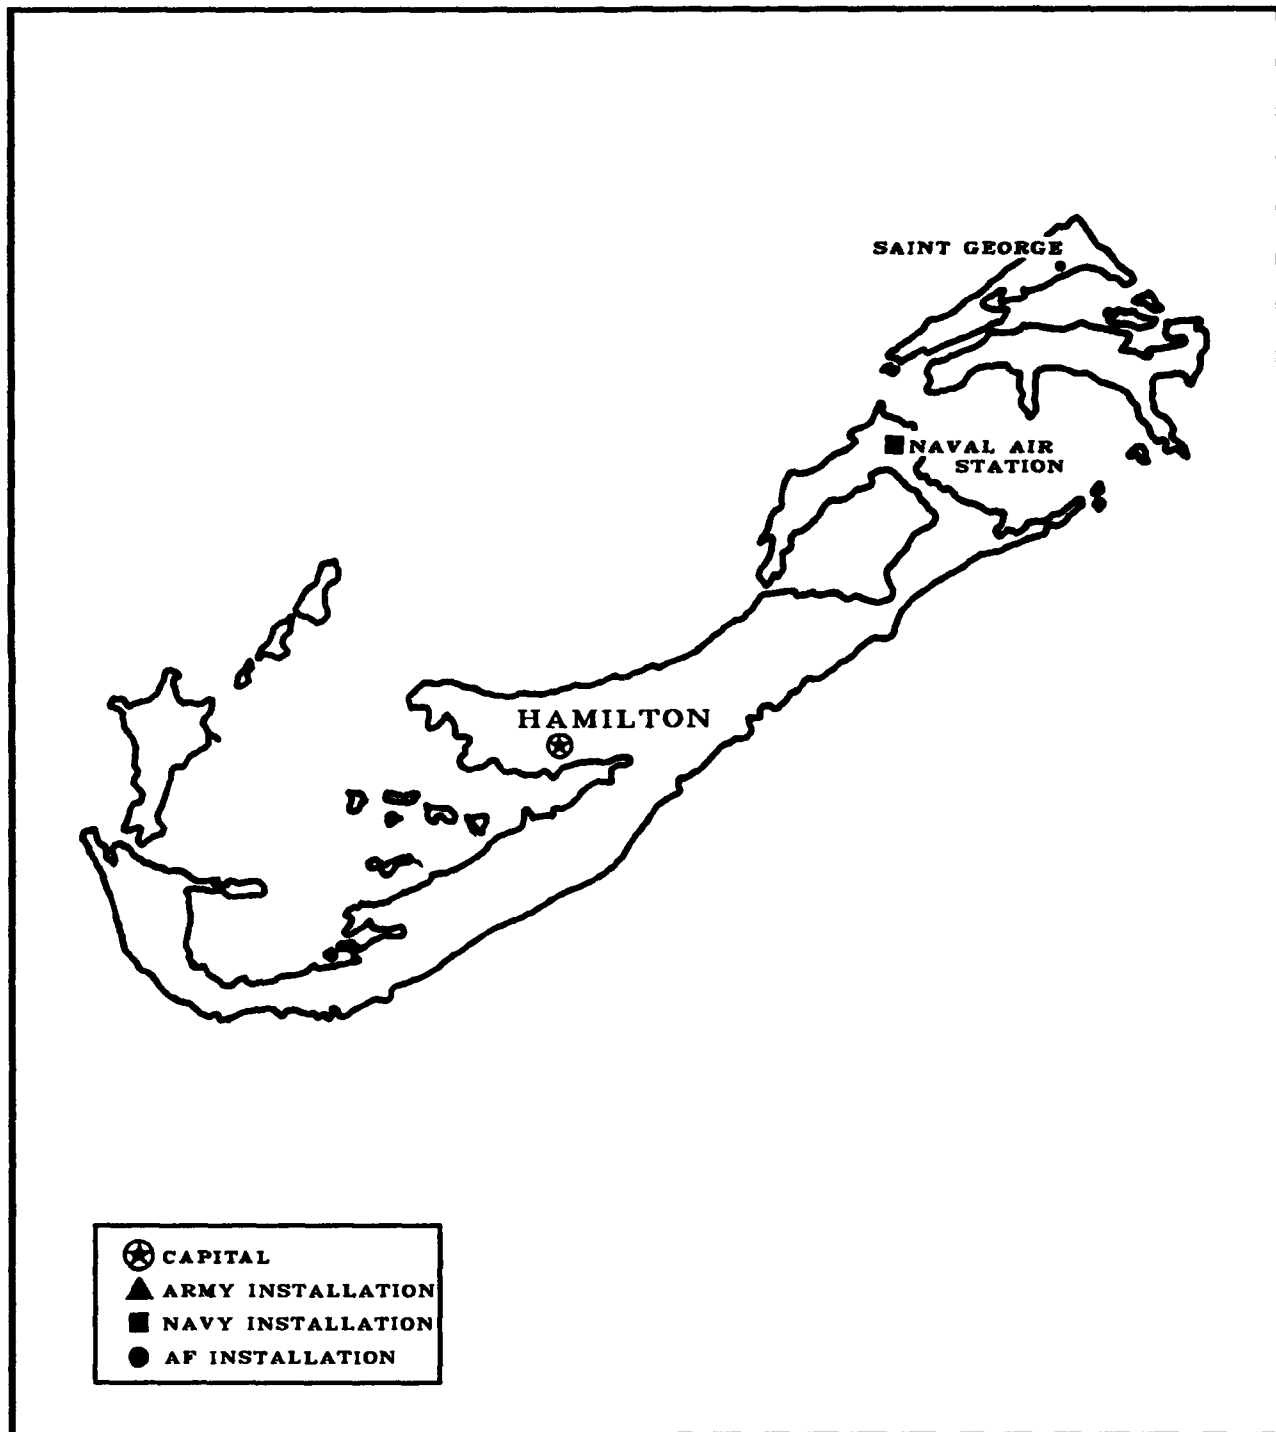 SAINT GEORGE
NAVAL AIR
STATION
HAMILTON
CAPITAL
ARMY INSTALLATION
NAVY INSTALLATION
AF INSTALLATION